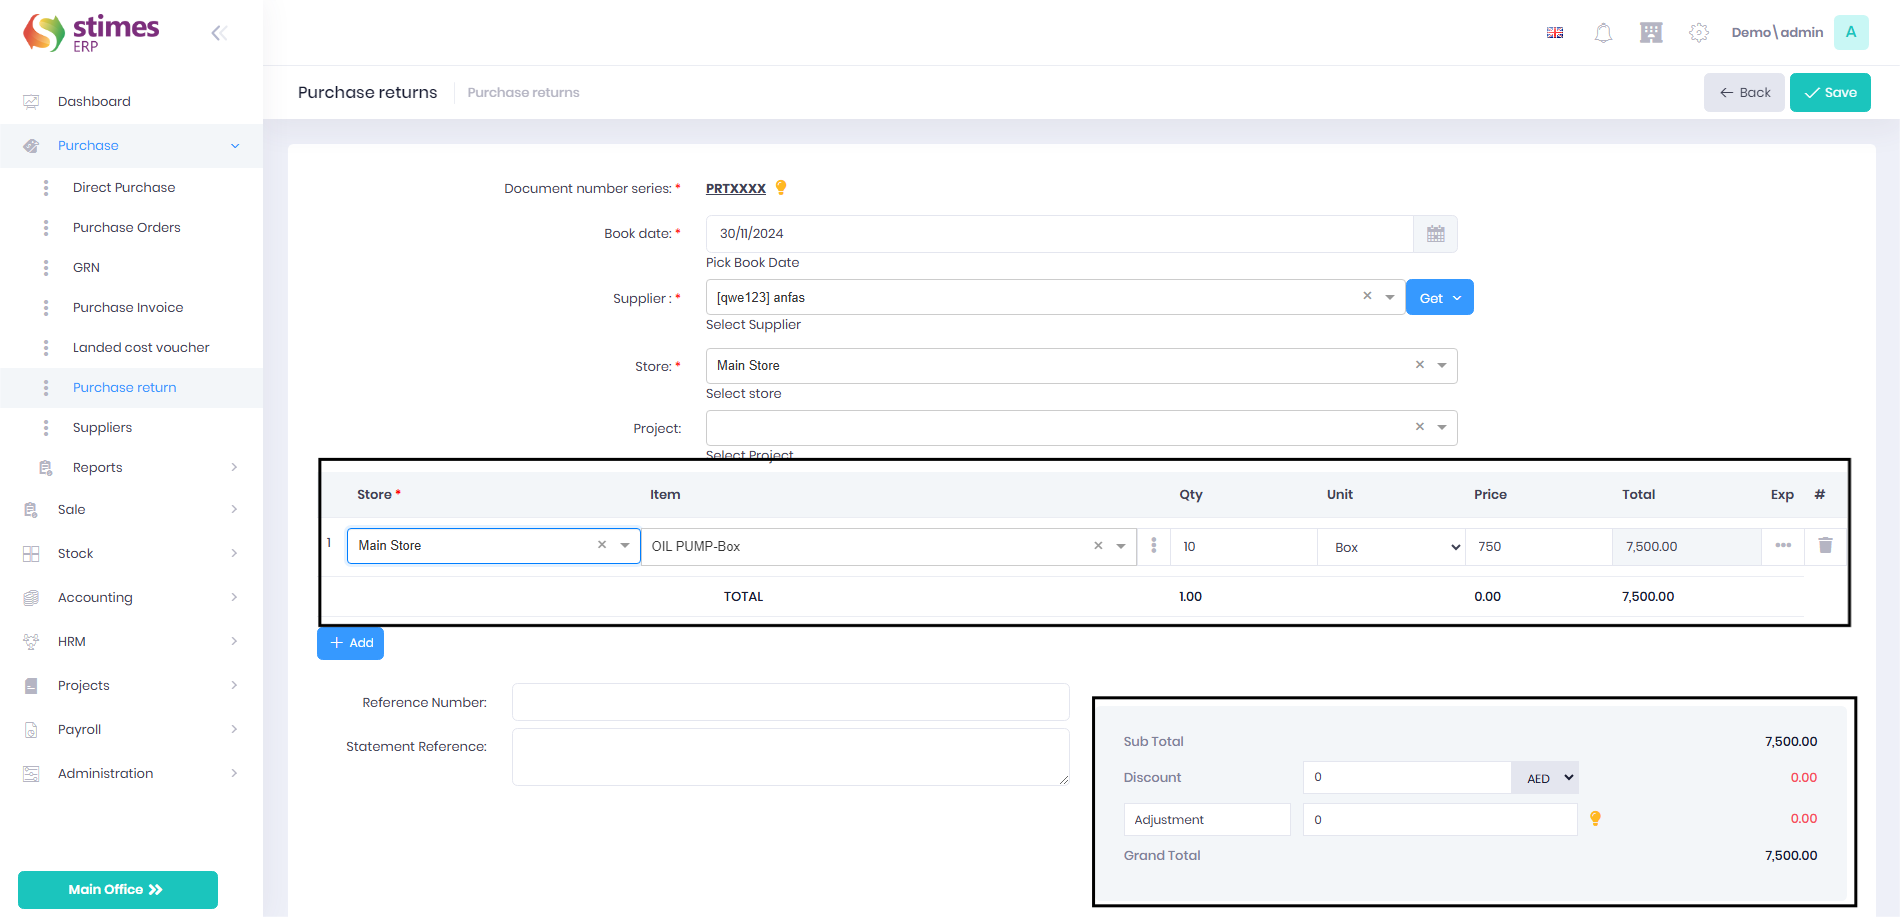 stimes
ERP
Demo\admin
A
Dashboard
Purchase
Direct Purchase
Purchase Orders
GRN
Purchase Invoice
Landed cost voucher
Purchase return
Suppliers
Reports
Sale
Stock
Accounting
HRM
Projects
Payroll
Administration
Main Office
Purchase returns
Purchase returns
Back
Save
Document number series: *
PRTXXXX
Book date: *
30/11/2024
Pick Book Date
Supplier : *
[qwe123] anfas
Get
Select Supplier
Store: *
Main Store
Select store
Project:
Select Project
Store * Item Qty Unit Price Total Exp #
1 Main Store OIL PUMP-Box 10 Box 750 7,500.00
TOTAL 1.00 0.00 7,500.00
+ Add
Reference Number:
Statement Reference:
Sub Total 7,500.00
Discount 0 AED 0.00
Adjustment 0 0.00
Grand Total 7,500.00